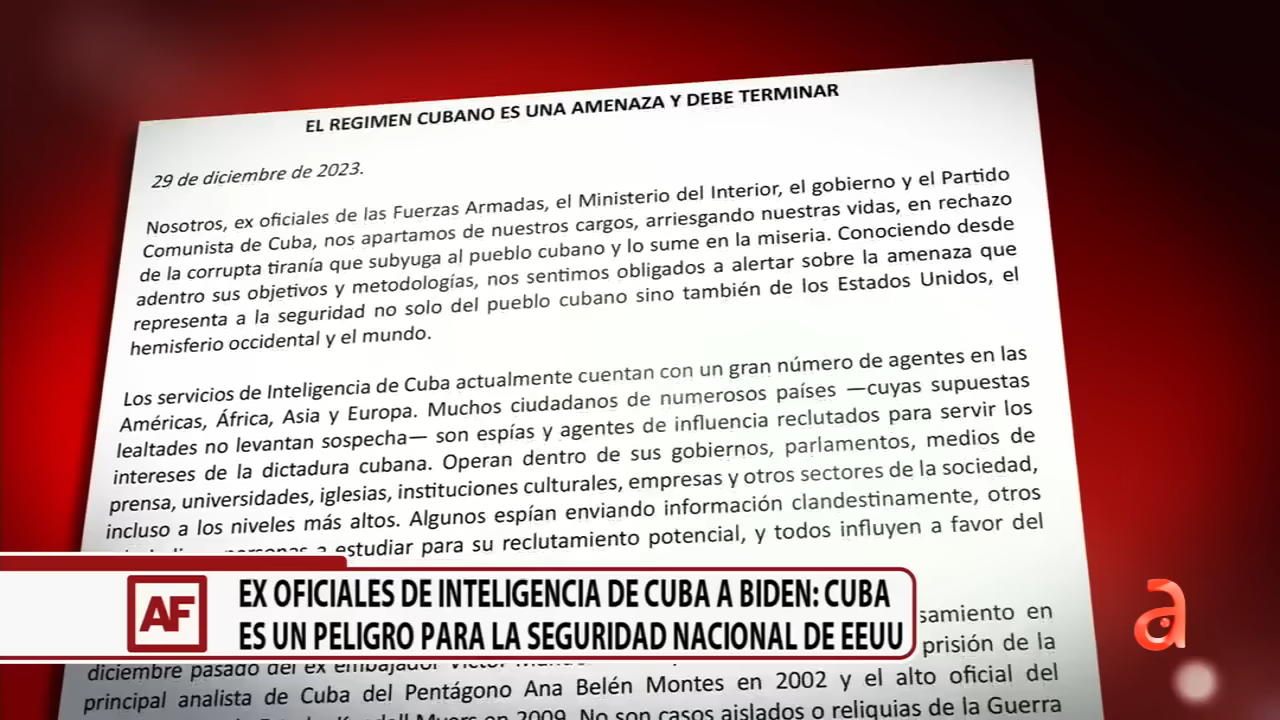 EL REGIMEN CUBANO ES UNA AMENAZA Y DEBE TERMINAR
29 de diciembre de 2023.
Nosotros, ex oficiales de las Fuerzas Armadas, el Ministerio del Interior, el gobierno y el Partido
Comunista de Cuba, nos apartamos de nuestros cargos, arriesgando nuestras vidas, en rechazo
de la corrupta tiranía que subyuga al pueblo cubano y lo sume en la miseria. Conociendo desde
adentro sus objetivos y metodologías, nos sentimos obligados a alertar sobre la amenaza que
representa a la seguridad no solo del pueblo cubano sino también de los Estados Unidos, el
hemisferio occidental y el mundo.
Los servicios de Inteligencia de Cuba actualmente cuentan con un gran número de agentes en las
Américas, África, Asia y Europa. Muchos ciudadanos de numerosos países —cuyas supuestas
lealtades no levantan sospecha— son espías y agentes de influencia reclutados para servir los
intereses de la dictadura cubana. Operan dentro de sus gobiernos, parlamentos, medios de
prensa, universidades, iglesias, instituciones culturales, empresas y otros sectores de la sociedad,
incluso a los niveles más altos. Algunos espían enviando información clandestinamente, otros
personas a estudiar para su reclutamiento potencial, y todos influyen a favor del
samiento en
prisión de la
diciembre pasado del ex embajador
principal analista de Cuba del Pentágono Ana Belén Montes en 2002 y el alto oficial del
en 2009. No son casos aislados o reliquias de la Guerra
AF
EX OFICIALES DE INTELIGENCIA DE CUBA A BIDEN: CUBA
ES UN PELIGRO PARA LA SEGURIDAD NACIONAL DE EEUU
a